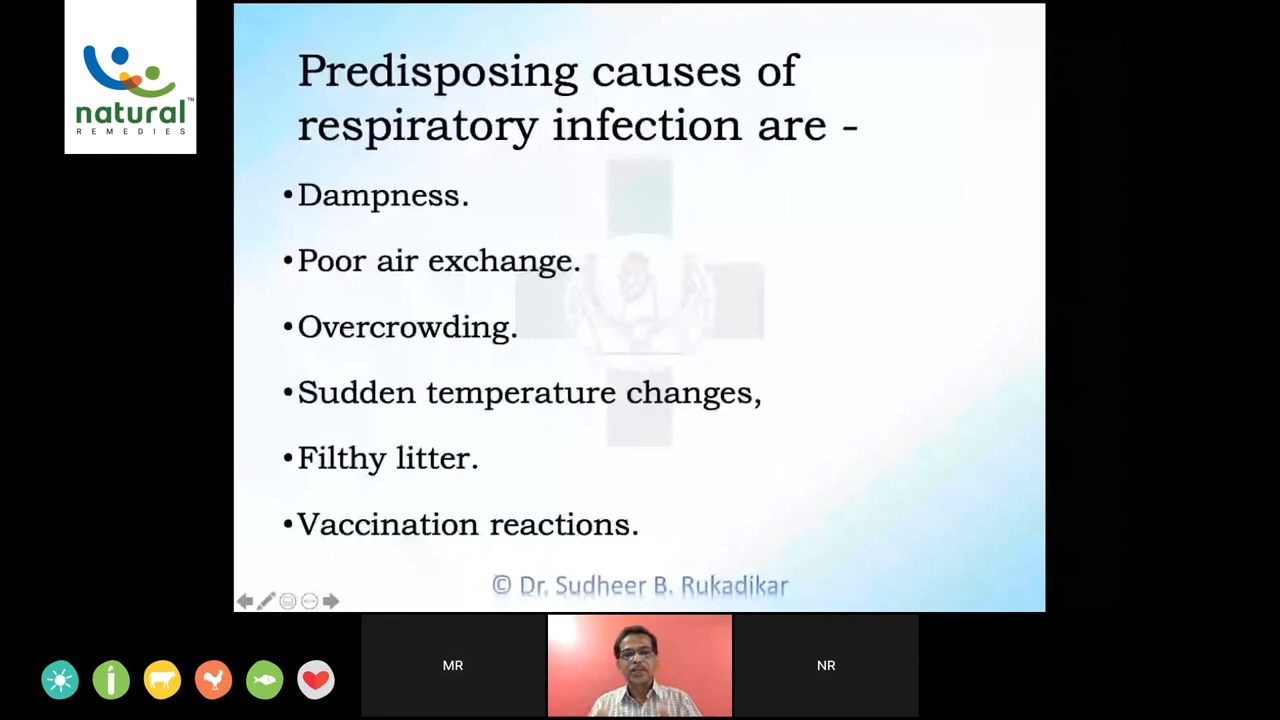 natural™
REMEDIES
Predisposing causes of
respiratory infection are -
•Dampness.
•Poor air exchange.
•Overcrowding.
•Sudden temperature changes,
•Filthy litter.
•Vaccination reactions.
© Dr. Sudheer B. Rukadikar
MR
NR